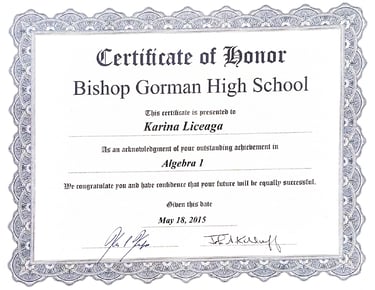 Certificate of Honor
Bishop Gorman High School
This certificate is presented to
Karina Liceaga
As an acknowledgment of your outstanding achievement in
Algebra 1
We congratulate you and have confidence that your future will be equally successful.
Given this date
May 18, 2015